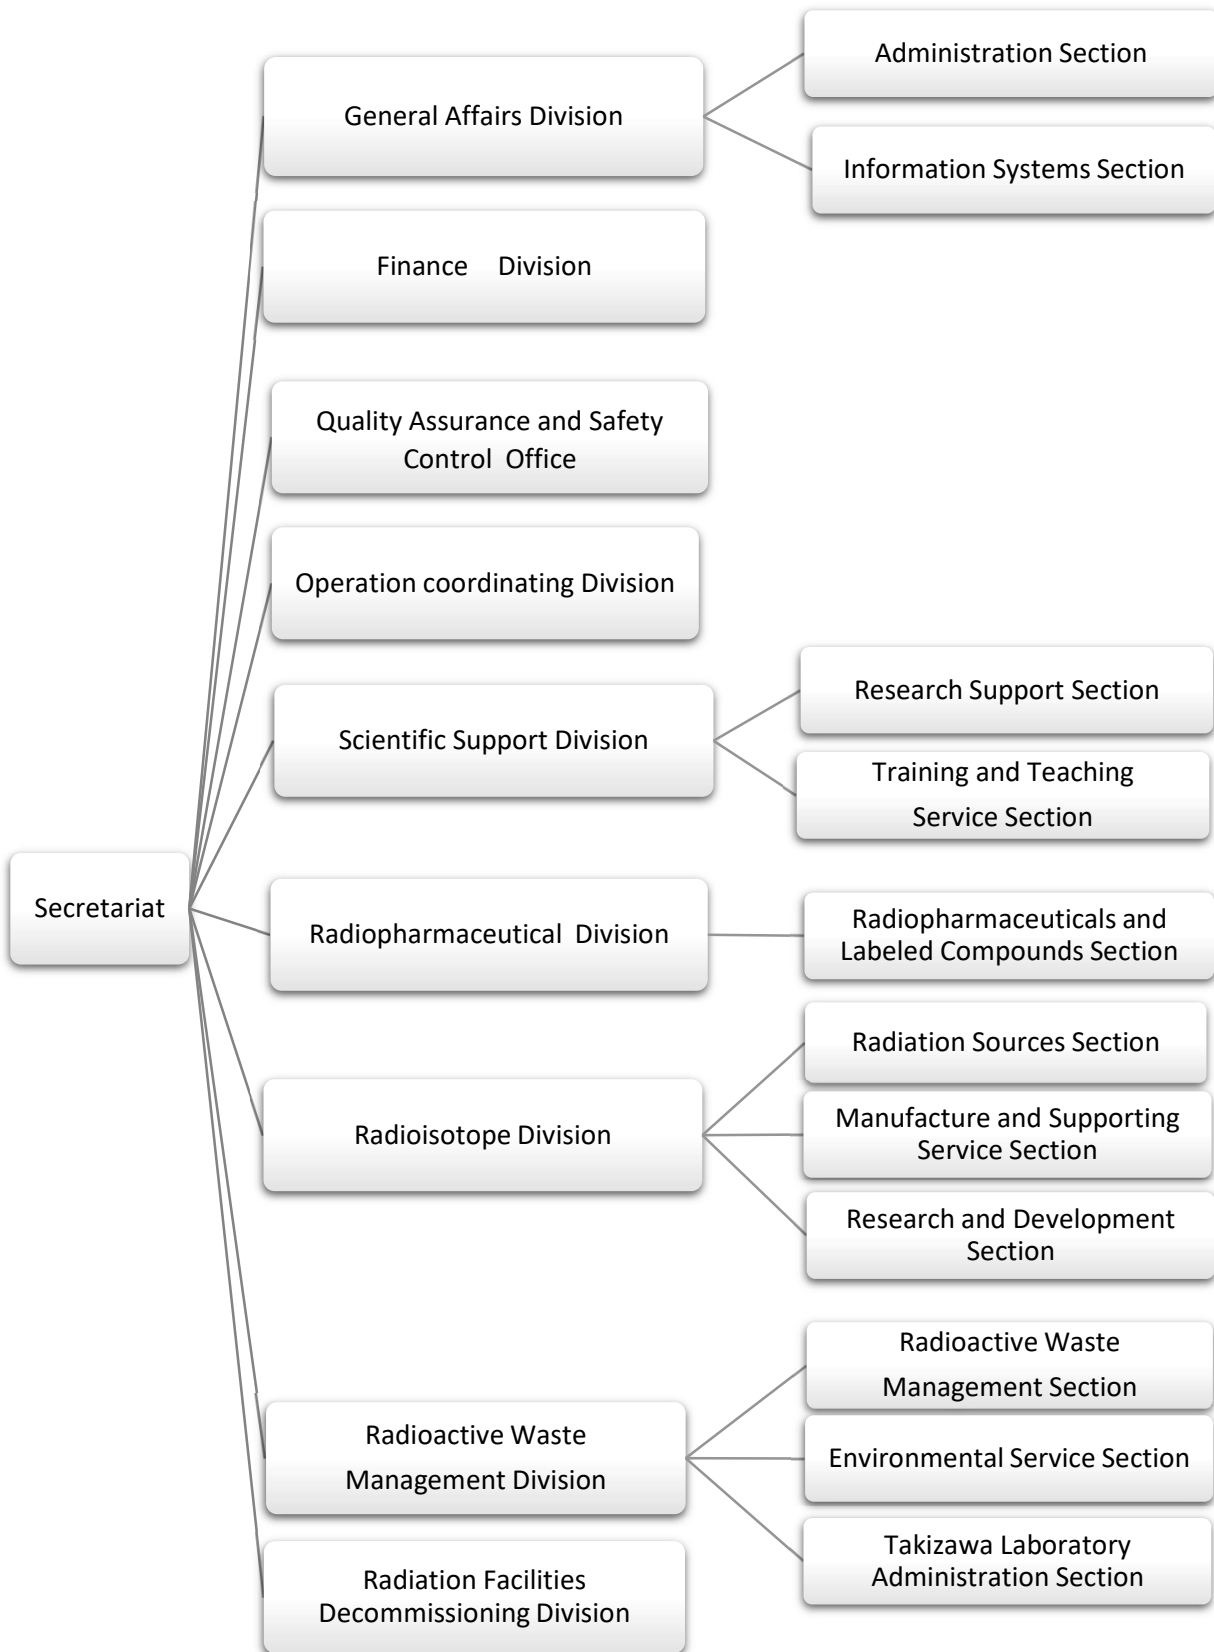 Administration Section
General Affairs Division
Information Systems Section
Finance Division
Quality Assurance and Safety
Control Office
Operation coordinating Division
Research Support Section
Scientific Support Division
Training and Teaching
Service Section
Secretariat
Radiopharmaceutical Division
Radiopharmaceuticals and
Labeled Compounds Section
Radiation Sources Section
Radioisotope Division
Manufacture and Supporting
Service Section
Research and Development
Section
Radioactive Waste
Management Section
Radioactive Waste
Management Division
Environmental Service Section
Takizawa Laboratory
Administration Section
Radiation Facilities
Decommissioning Division